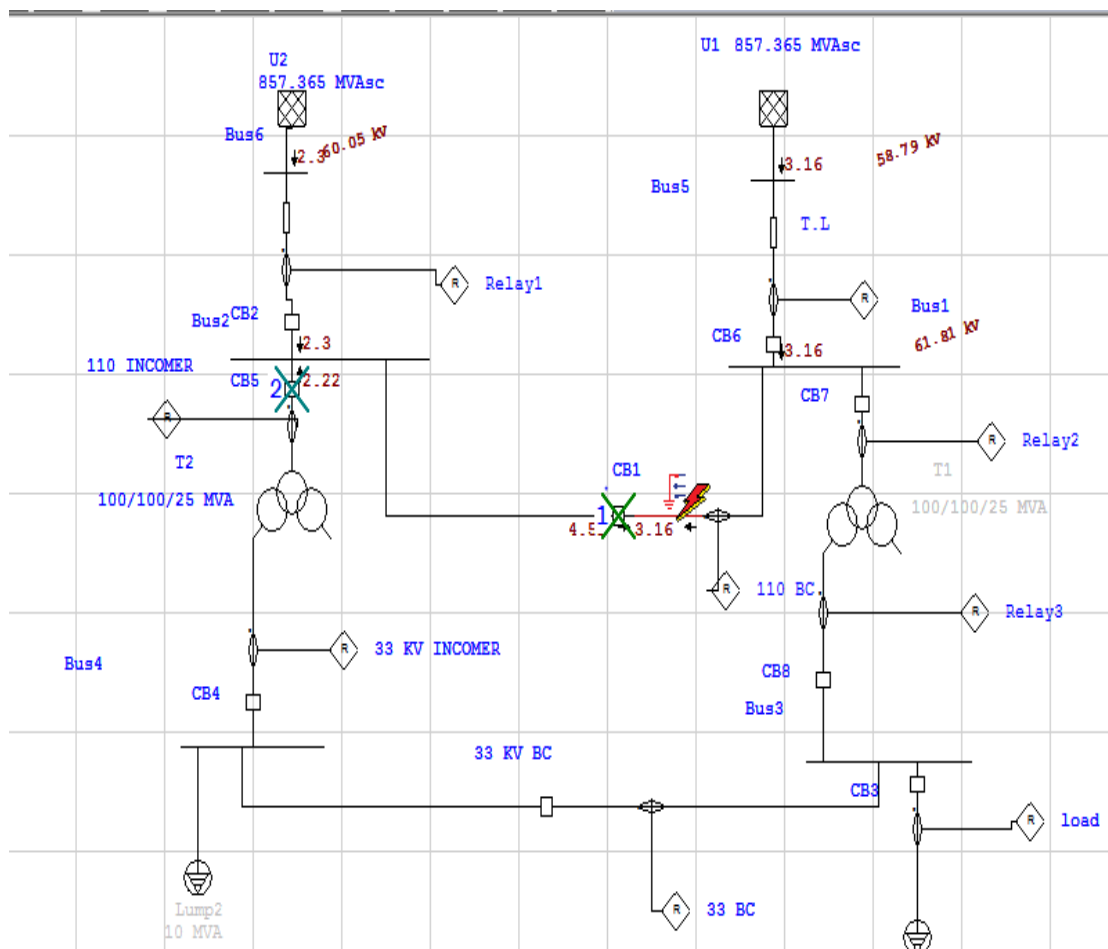 U1 857.365 MVAsc
U2
857.365 MVAsc
Bus6
2.3
60.05 kV
3.16
58.79 kV
Bus5
T.L
R
Relay1
R
Bus1
CB2
Bus2
CB6
61.81 kV
2.3
3.16
110 INCOMER
CB5
2
2.22
CB7
R
R
Relay2
T2
CB1
T1
100/100/25 MVA
100/100/25 MVA
1
3.16
R
110 BC
R
Relay3
R
33 KV INCOMER
Bus4
CB8
CB4
Bus3
33 KV BC
CB3
R
load
Lump2
10 MVA
R
33 BC